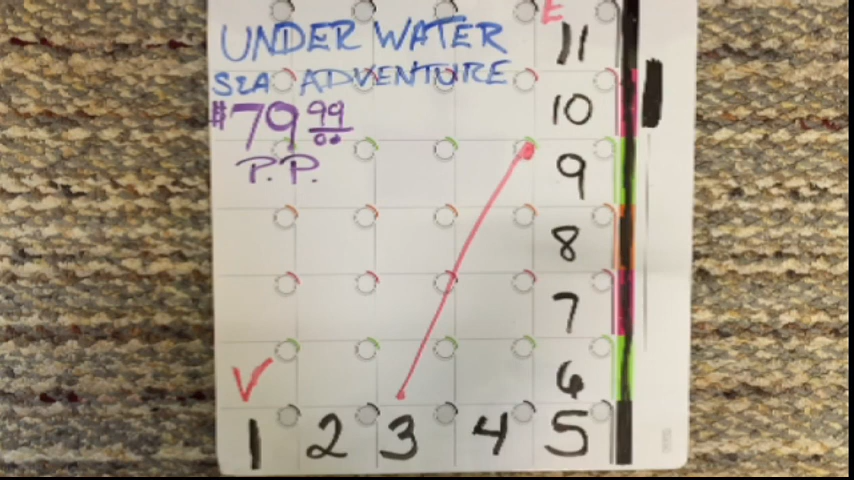 UNDER WATER
SEA ADVENTURE
$79 99/00
P.P.
E
11
10
9
8
7
6
V
1 2 3 4 5